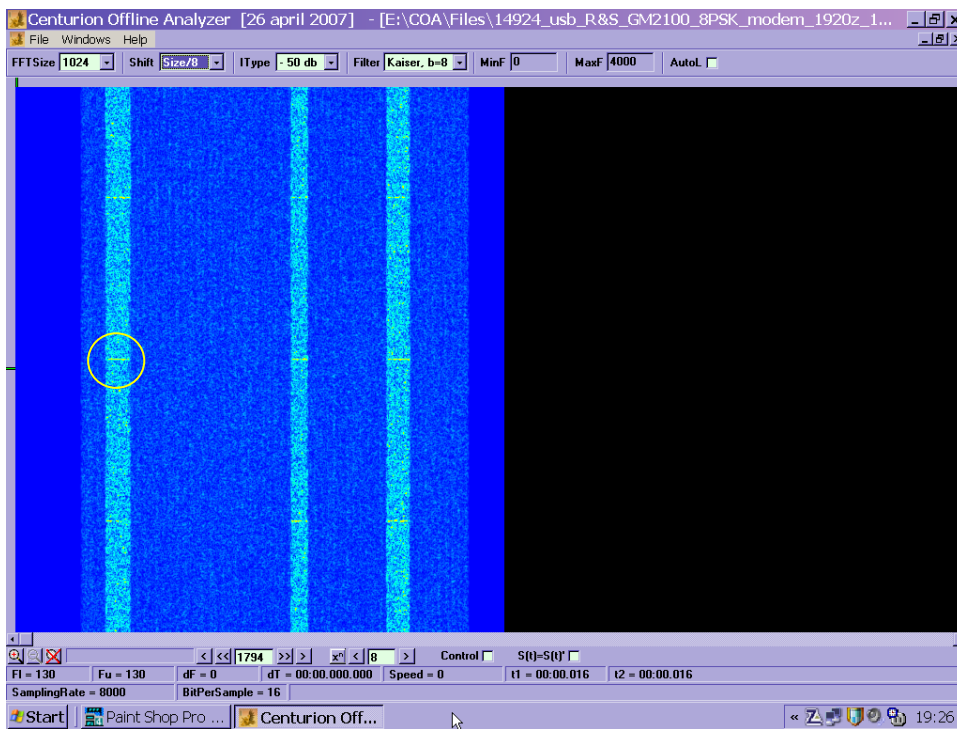 Centurion Offline Analyzer [26 april 2007] - [E:\COA\Files\14924_usb_R&S_GM2100_8PSK_modem_1920z_1...
File Windows Help
FFTSize 1024 Shift Size/8 IType - 50 db Filter Kaiser, b=8 MinF 0 MaxF 4000 AutoL
< << 1794 >> > xⁿ < 8 > Control S(t)=S(t)'
Fl = 130 Fu = 130 dF = 0 dT = 00:00.000.000 Speed = 0 t1 = 00:00.016 t2 = 00:00.016
SamplingRate = 8000 BitPerSample = 16
Start Paint Shop Pro ... Centurion Off... « 19:26